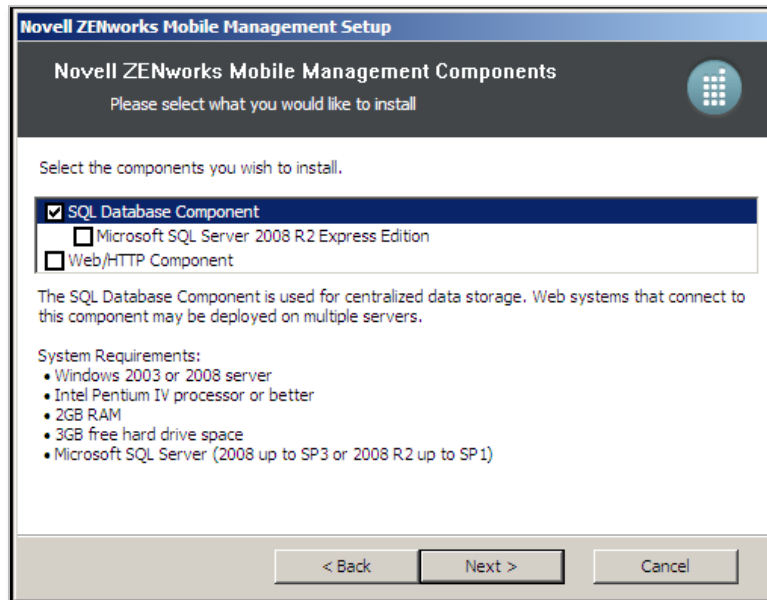 Novell ZENworks Mobile Management Setup
Novell ZENworks Mobile Management Components
Please select what you would like to install
Select the components you wish to install.
SQL Database Component
Microsoft SQL Server 2008 R2 Express Edition
Web/HTTP Component
The SQL Database Component is used for centralized data storage. Web systems that connect to
this component may be deployed on multiple servers.
System Requirements:
• Windows 2003 or 2008 server
• Intel Pentium IV processor or better
• 2GB RAM
• 3GB free hard drive space
• Microsoft SQL Server (2008 up to SP3 or 2008 R2 up to SP1)
< Back Next > Cancel